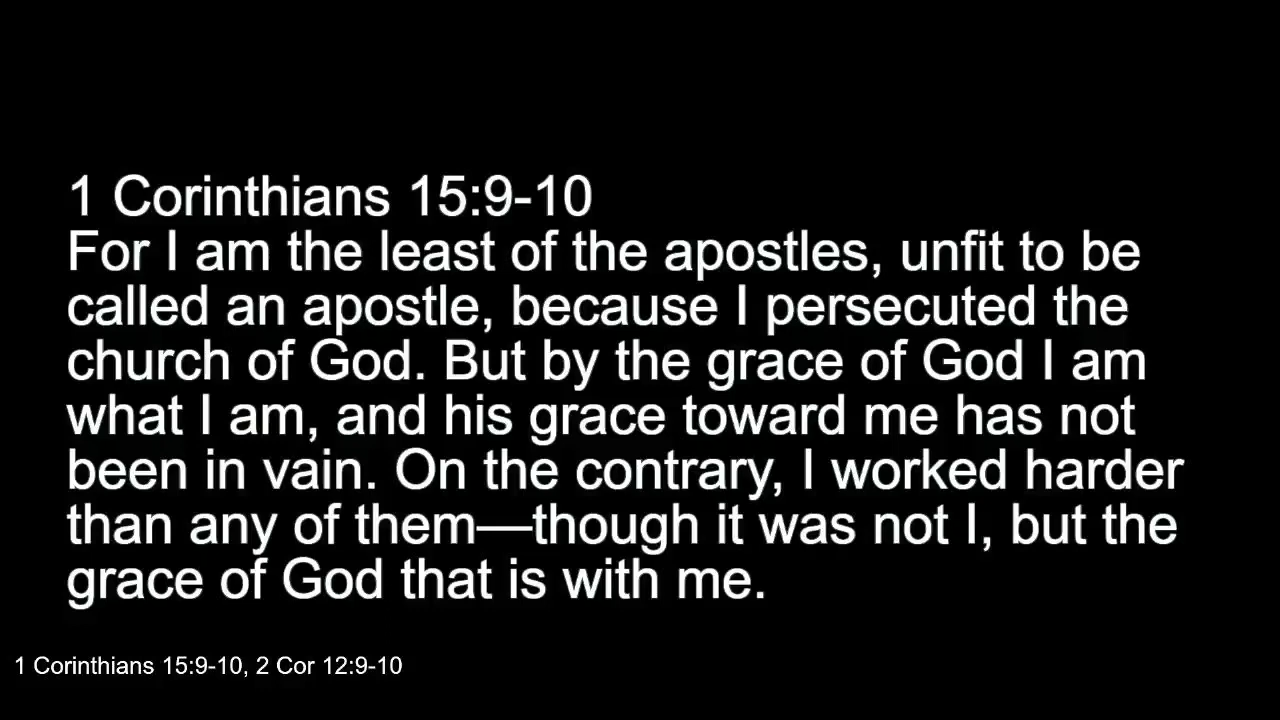 1 Corinthians 15:9-10
For I am the least of the apostles, unfit to be
called an apostle, because I persecuted the
church of God. But by the grace of God I am
what I am, and his grace toward me has not
been in vain. On the contrary, I worked harder
than any of them—though it was not I, but the
grace of God that is with me.
1 Corinthians 15:9-10, 2 Cor 12:9-10